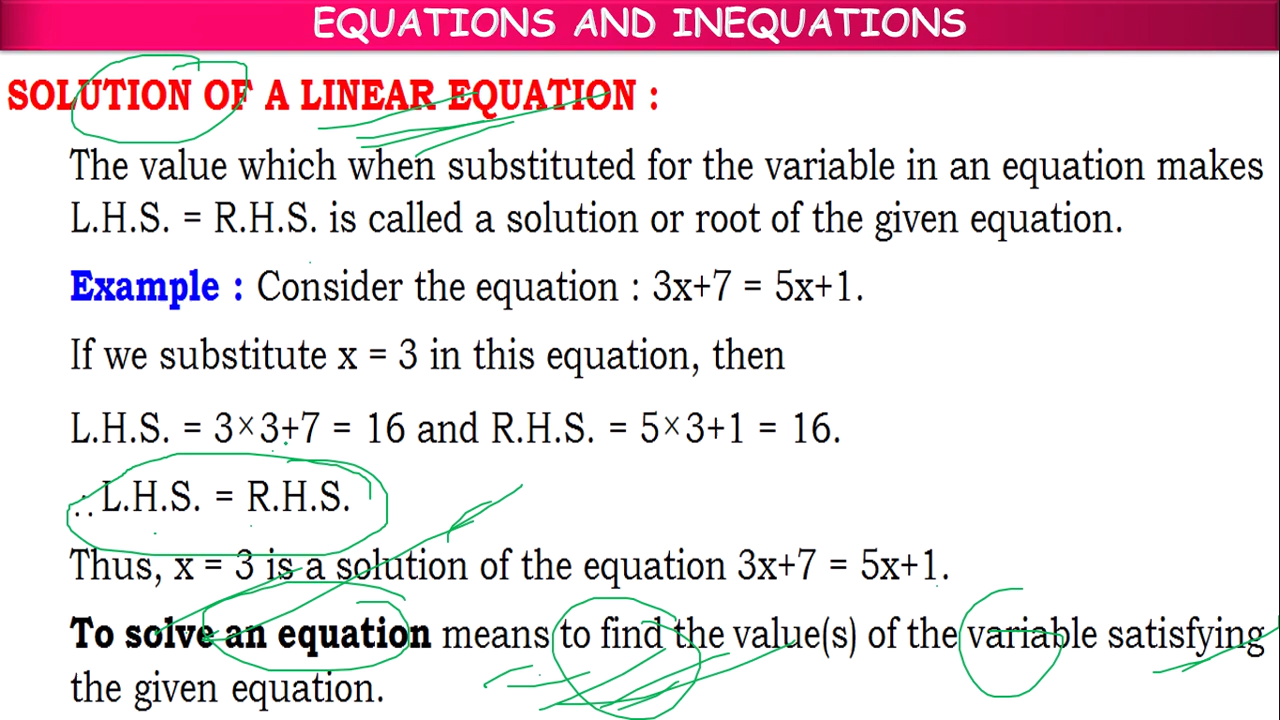 EQUATIONS AND INEQUATIONS
SOLUTION OF A LINEAR EQUATION :
The value which when substituted for the variable in an equation makes
L.H.S. = R.H.S. is called a solution or root of the given equation.
Example : Consider the equation : 3x+7 = 5x+1.
If we substitute x = 3 in this equation, then
L.H.S. = 3×3+7 = 16 and R.H.S. = 5×3+1 = 16.
∴ L.H.S. = R.H.S.
Thus, x = 3 is a solution of the equation 3x+7 = 5x+1.
To solve an equation means to find the value(s) of the variable satisfying
the given equation.